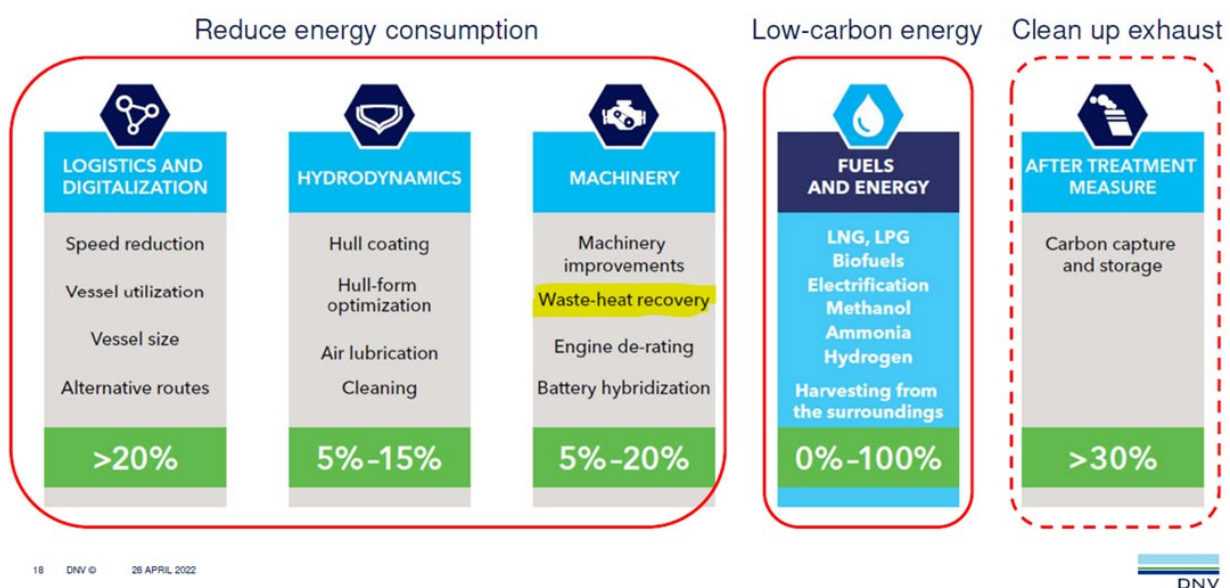 Reduce energy consumption
Low-carbon energy
Clean up exhaust
LOGISTICS AND
DIGITALIZATION
Speed reduction
Vessel utilization
Vessel size
Alternative routes
>20%
HYDRODYNAMICS
Hull coating
Hull-form
optimization
Air lubrication
Cleaning
5%–15%
MACHINERY
Machinery
improvements
Waste-heat recovery
Engine de-rating
Battery hybridization
5%–20%
FUELS
AND ENERGY
LNG, LPG
Biofuels
Electrification
Methanol
Ammonia
Hydrogen
Harvesting from
the surroundings
0%–100%
AFTER TREATMENT
MEASURE
Carbon capture
and storage
>30%
18 DNV © 28 APRIL 2022
DNV